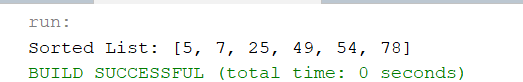 run:
Sorted List: [5, 7, 25, 49, 54, 78]
BUILD SUCCESSFUL (total time: 0 seconds)